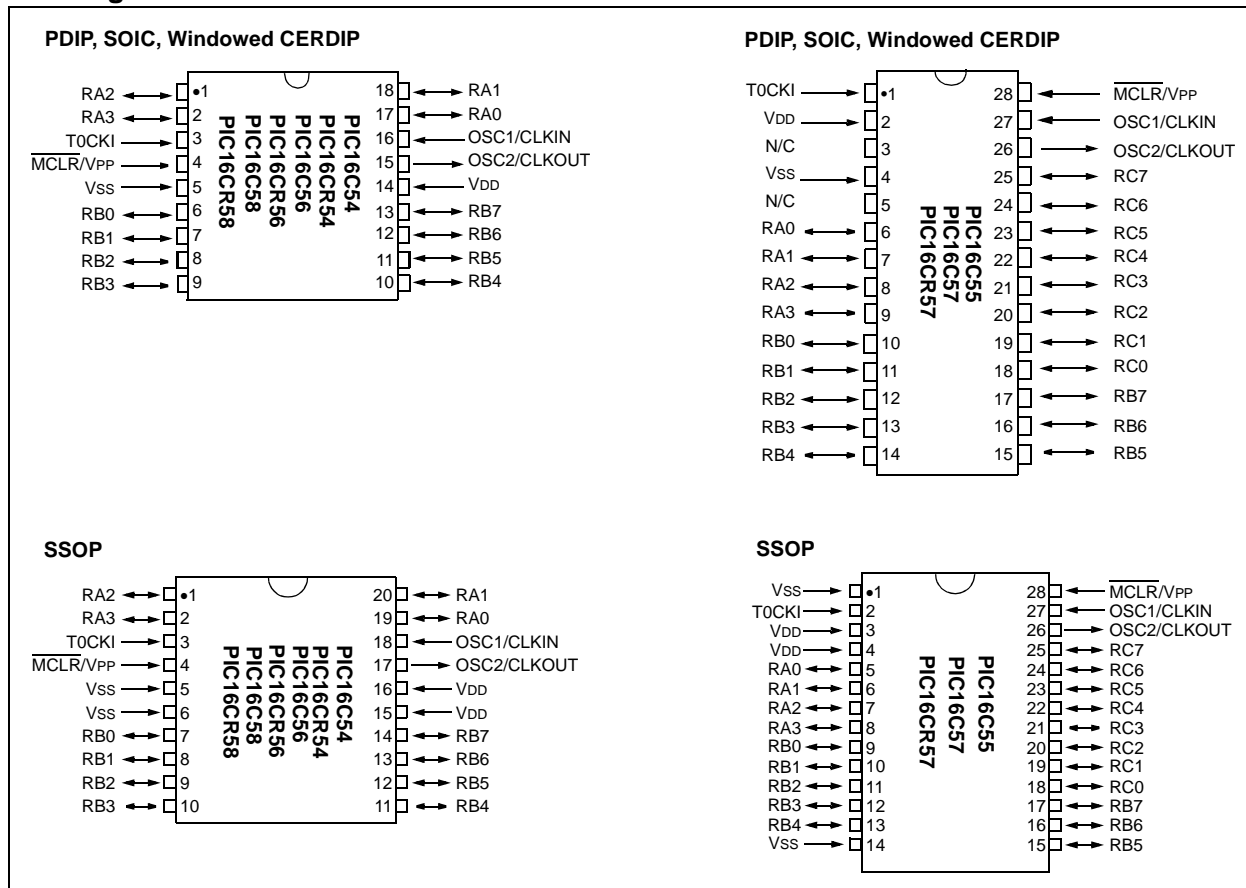 PDIP, SOIC, Windowed CERDIP
RA2 •1 18 RA1
RA3 2 17 RA0
T0CKI 3 16 OSC1/CLKIN
MCLR/VPP 4 15 OSC2/CLKOUT
VSS 5 14 VDD
RB0 6 13 RB7
RB1 7 12 RB6
RB2 8 11 RB5
RB3 9 10 RB4
PIC16C54
PIC16CR54
PIC16C56
PIC16CR56
PIC16C58
PIC16CR58
PDIP, SOIC, Windowed CERDIP
T0CKI •1 28 MCLR/VPP
VDD 2 27 OSC1/CLKIN
N/C 3 26 OSC2/CLKOUT
VSS 4 25 RC7
N/C 5 24 RC6
RA0 6 23 RC5
RA1 7 22 RC4
RA2 8 21 RC3
RA3 9 20 RC2
RB0 10 19 RC1
RB1 11 18 RC0
RB2 12 17 RB7
RB3 13 16 RB6
RB4 14 15 RB5
PIC16C55
PIC16C57
PIC16CR57
SSOP
RA2 •1 20 RA1
RA3 2 19 RA0
T0CKI 3 18 OSC1/CLKIN
MCLR/VPP 4 17 OSC2/CLKOUT
VSS 5 16 VDD
VSS 6 15 VDD
RB0 7 14 RB7
RB1 8 13 RB6
RB2 9 12 RB5
RB3 10 11 RB4
PIC16C54
PIC16CR54
PIC16C56
PIC16CR56
PIC16C58
PIC16CR58
SSOP
VSS •1 28 MCLR/VPP
T0CKI 2 27 OSC1/CLKIN
VDD 3 26 OSC2/CLKOUT
VDD 4 25 RC7
RA0 5 24 RC6
RA1 6 23 RC5
RA2 7 22 RC4
RA3 8 21 RC3
RB0 9 20 RC2
RB1 10 19 RC1
RB2 11 18 RC0
RB3 12 17 RB7
RB4 13 16 RB6
VSS 14 15 RB5
PIC16C55
PIC16C57
PIC16CR57